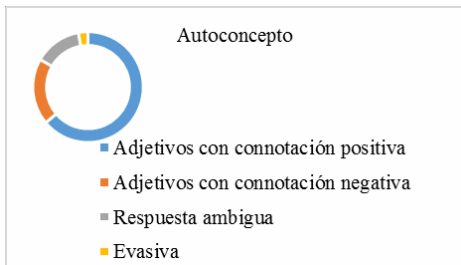 Autoconcepto
Adjetivos con connotación positiva
Adjetivos con connotación negativa
Respuesta ambigua
Evasiva